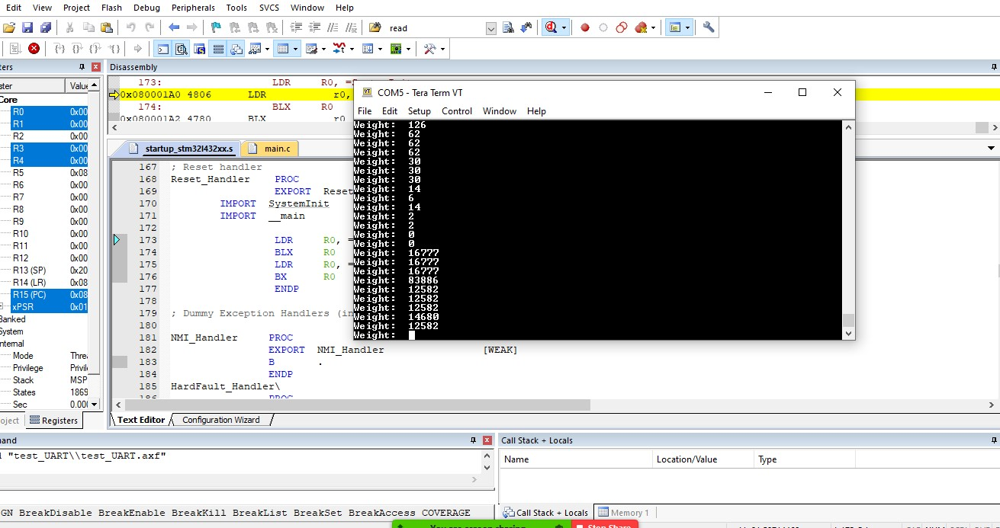 Edit View Project Flash Debug Peripherals Tools SVCS Window Help
read
Disassembly
Value
Core
R0 0x00
R1 0x00
R2 0x00
R3 0x00
R4 0x00
R5 0x08
R6 0x00
R7 0x00
R8 0x00
R9 0x00
R10 0x00
R11 0x00
R12 0x00
R13 (SP) 0x20
R14 (LR) 0x08
R15 (PC) 0x08
xPSR 0x01
Banked
System
Internal
Mode
Privilege
Stack MSP
States 1869
Sec 0.00
Registers
173: LDR R0,
0x080001A0 4806 LDR r0,
174: BLX R0
0x080001A2 4780 BLX r0
startup_stm32l432xx.s main.c
167 ; Reset handler
168 Reset_Handler PROC
169 EXPORT Reset
170 IMPORT SystemInit
171 IMPORT __main
172
173 LDR R0, =
174 BLX R0
175 LDR R0, =
176 BX R0
177 ENDP
178
179 ; Dummy Exception Handlers (in
180
181 NMI_Handler PROC
182 EXPORT NMI_Handler [WEAK]
183 B .
184 ENDP
185 HardFault_Handler\
186 PROC
Text Editor Configuration Wizard
COM5 - Tera Term VT
File Edit Setup Control Window Help
Weight: 126
Weight: 62
Weight: 62
Weight: 62
Weight: 30
Weight: 30
Weight: 30
Weight: 14
Weight: 6
Weight: 14
Weight: 2
Weight: 2
Weight: 0
Weight: 0
Weight: 16777
Weight: 16777
Weight: 16777
Weight: 83886
Weight: 12582
Weight: 12582
Weight: 12582
Weight: 14680
Weight: 12582
Weight:
"test_UART\\test_UART.axf"
BreakDisable BreakEnable BreakKill BreakList BreakSet BreakAccess COVERAGE
Call Stack + Locals
Name Location/Value Type
Call Stack + Locals Memory 1
You are screen sharing Stop Share